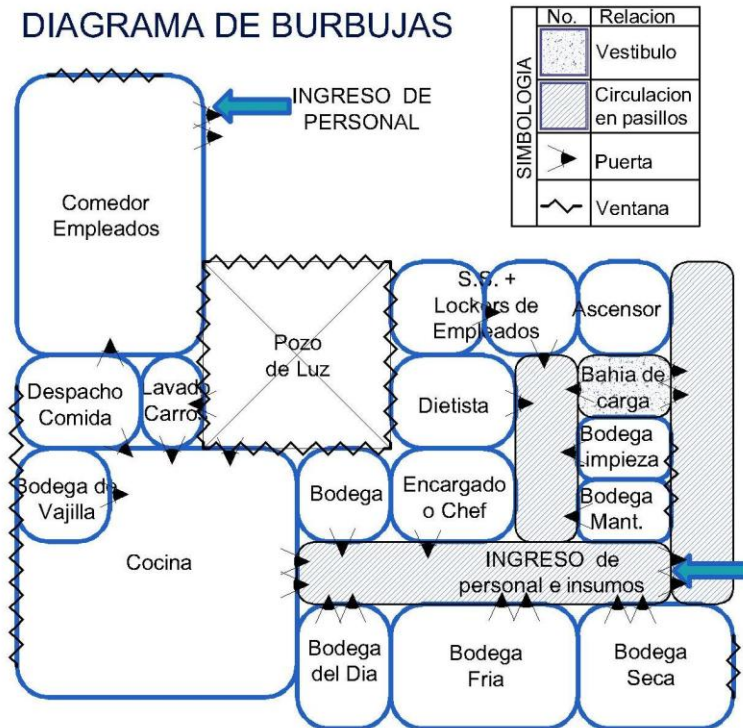 DIAGRAMA DE BURBUJAS
SIMBOLOGIA
No. Relacion
Vestibulo
Circulacion
en pasillos
Puerta
Ventana
INGRESO DE
PERSONAL
Comedor
Empleados
Pozo
de Luz
S.S. +
Lockers de
Empleados
Ascensor
Despacho
Comida
Lavado
Carros
Dietista
Bahia de
carga
Bodega
Limpieza
Bodega de
Vajilla
Bodega
Encargado
o Chef
Bodega
Mant.
Cocina
INGRESO de
personal e insumos
Bodega
del Dia
Bodega
Fria
Bodega
Seca